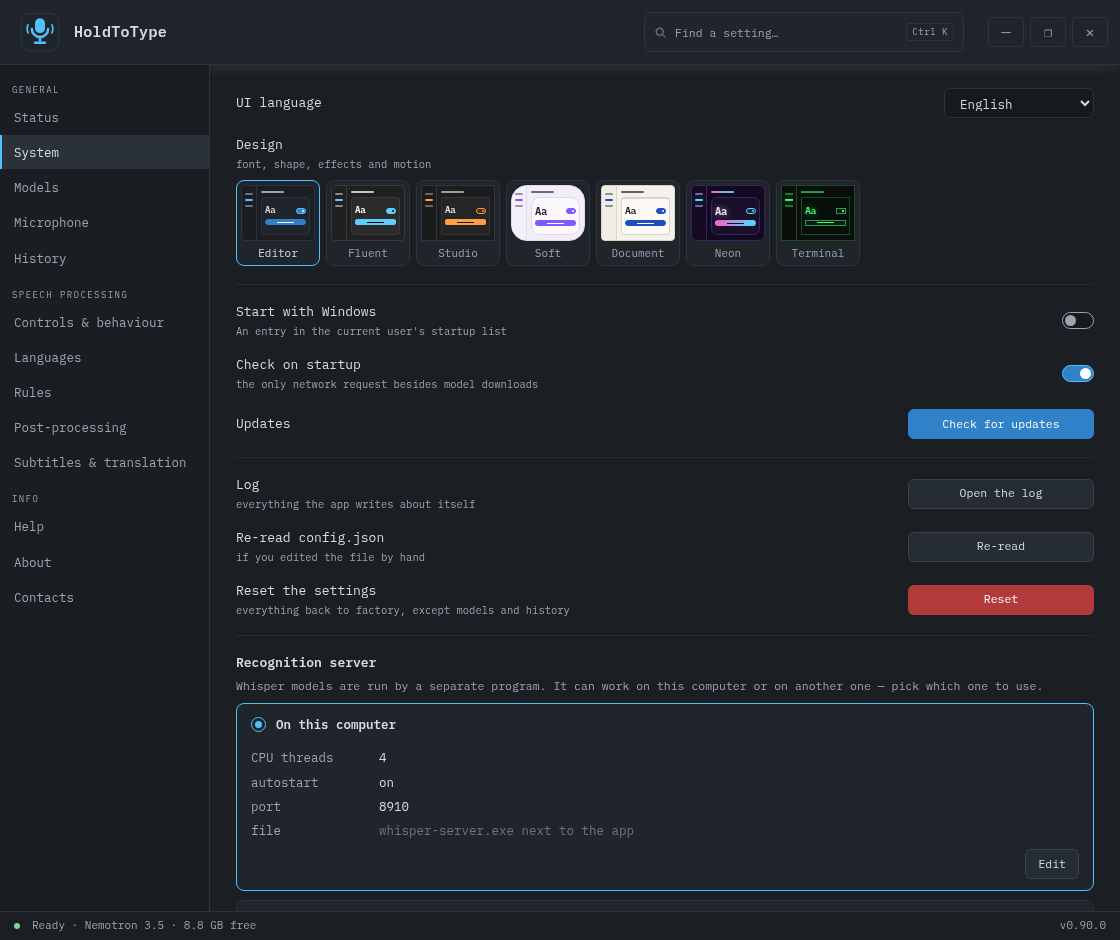 HoldToType
Find a setting…
Ctrl K
GENERAL
Status
System
Models
Microphone
History
SPEECH PROCESSING
Controls & behaviour
Languages
Rules
Post-processing
Subtitles & translation
INFO
Help
About
Contacts
UI language
English
Design
font, shape, effects and motion
Aa Aa Aa Aa Aa Aa Aa
Editor Fluent Studio Soft Document Neon Terminal
Start with Windows
An entry in the current user's startup list
Check on startup
the only network request besides model downloads
Updates
Check for updates
Log
everything the app writes about itself
Open the log
Re-read config.json
if you edited the file by hand
Re-read
Reset the settings
everything back to factory, except models and history
Reset
Recognition server
Whisper models are run by a separate program. It can work on this computer or on another one — pick which one to use.
On this computer
CPU threads 4
autostart on
port 8910
file whisper-server.exe next to the app
Edit
Ready · Nemotron 3.5 · 8.8 GB free
v0.90.0